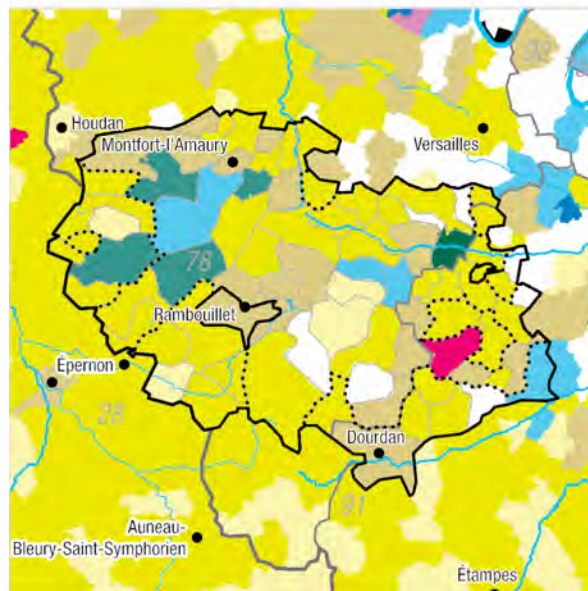 Houdan
Montfort-l'Amaury
Versailles
78
Rambouillet
Épernon
28
Dourdan
91
Auneau-
Bleury-Saint-Symphorien
Étampes